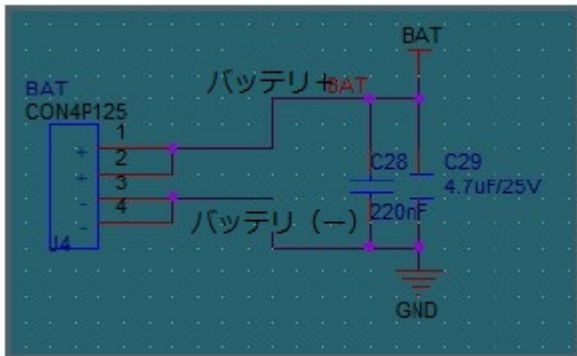 BAT
BAT
CON4P125
バッテリ+
BAT
1
+
2
+
3
-
4
-
J4
C28
220nF
C29
4.7uF/25V
バッテリ（－）
GND